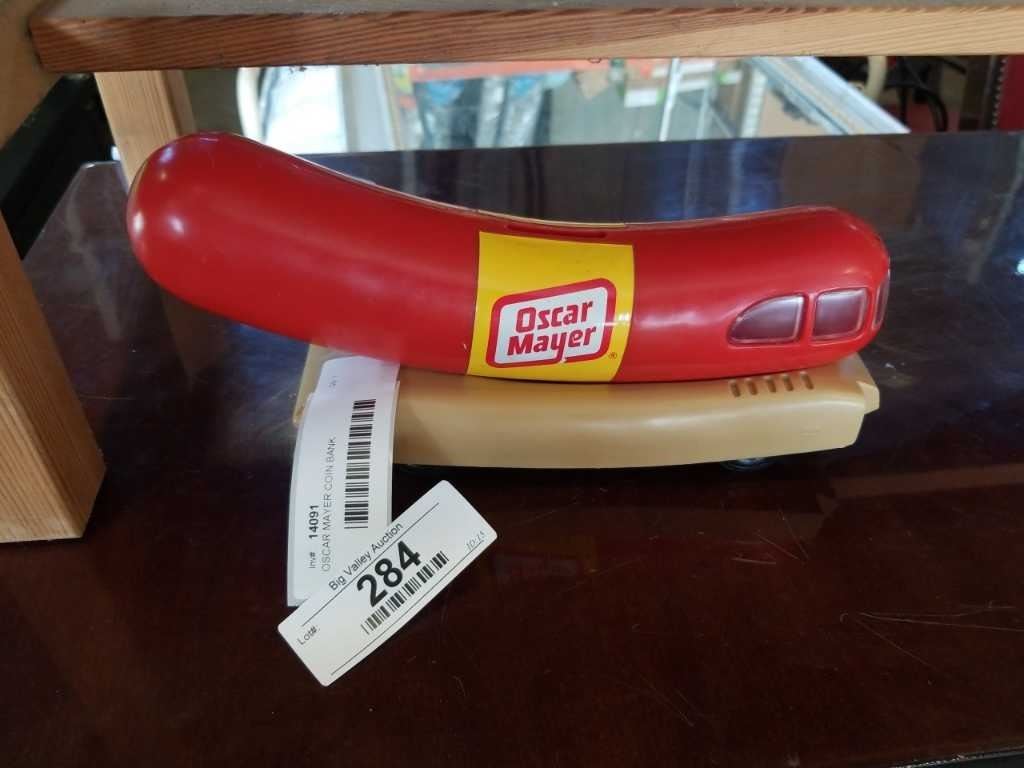 Oscar
Mayer
®
Inv# 14091
OSCAR MAYER COIN BANK
Big Valley Auction
284
Lot#: